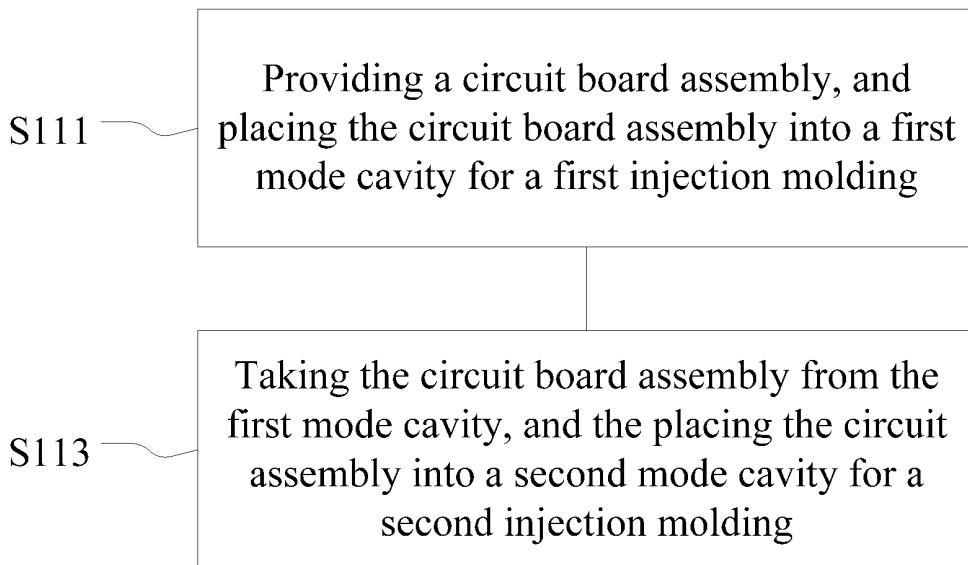 Providing a circuit board assembly, and
S111
placing the circuit board assembly into a first
mode cavity for a first injection molding
Taking the circuit board assembly from the
first mode cavity, and the placing the circuit
S113
assembly into a second mode cavity for a
second injection molding